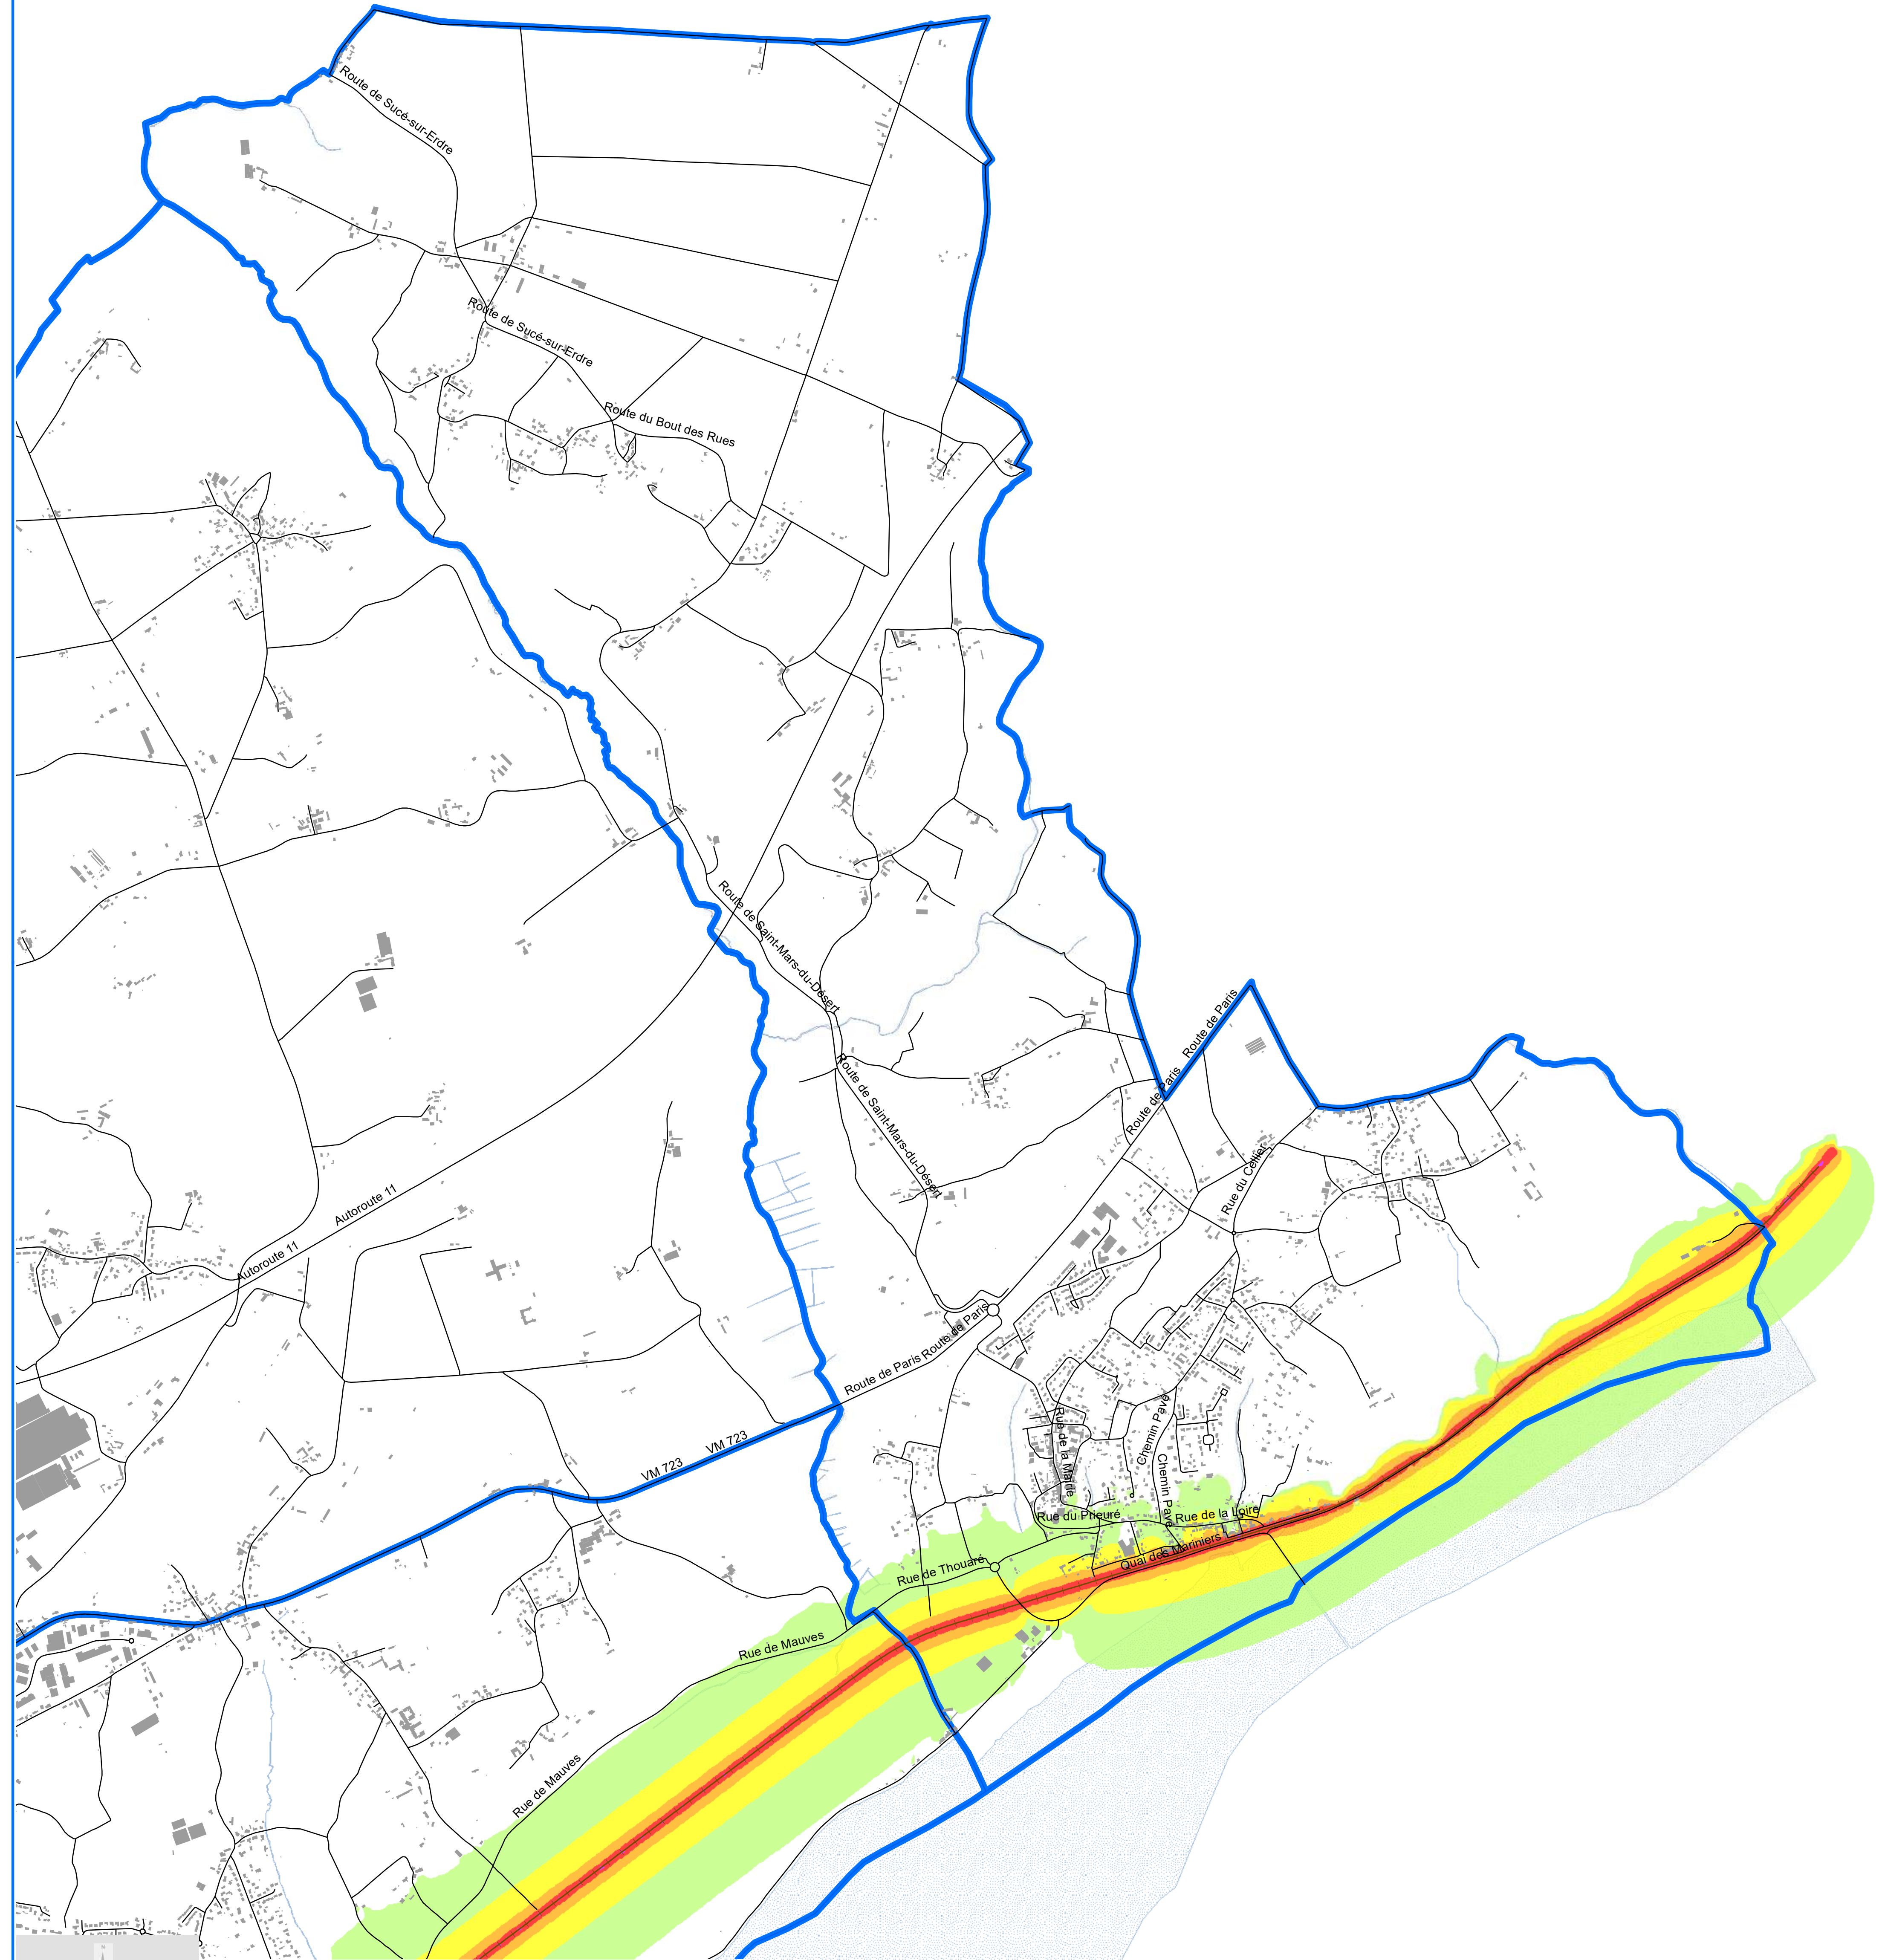 Route de Sucé-sur-Erdre
Route de Sucé-sur-Erdre
Route du Bout des Rues
Route de Saint-Mars-du-Désert
Route de Paris
Route de Saint-Mars-du-Désert
Route de Paris
Rue du Cellier
Autoroute 11
Autoroute 11
Route de Paris
Route de Paris
VM 723
VM 723
Rue de la Mairie
Chemin Pavé
Chemin Pavé
Rue du Prieuré
Rue de la Loire
Quai des Mariniers
Rue de Thouaré
Rue de Mauves
Rue de Mauves
N